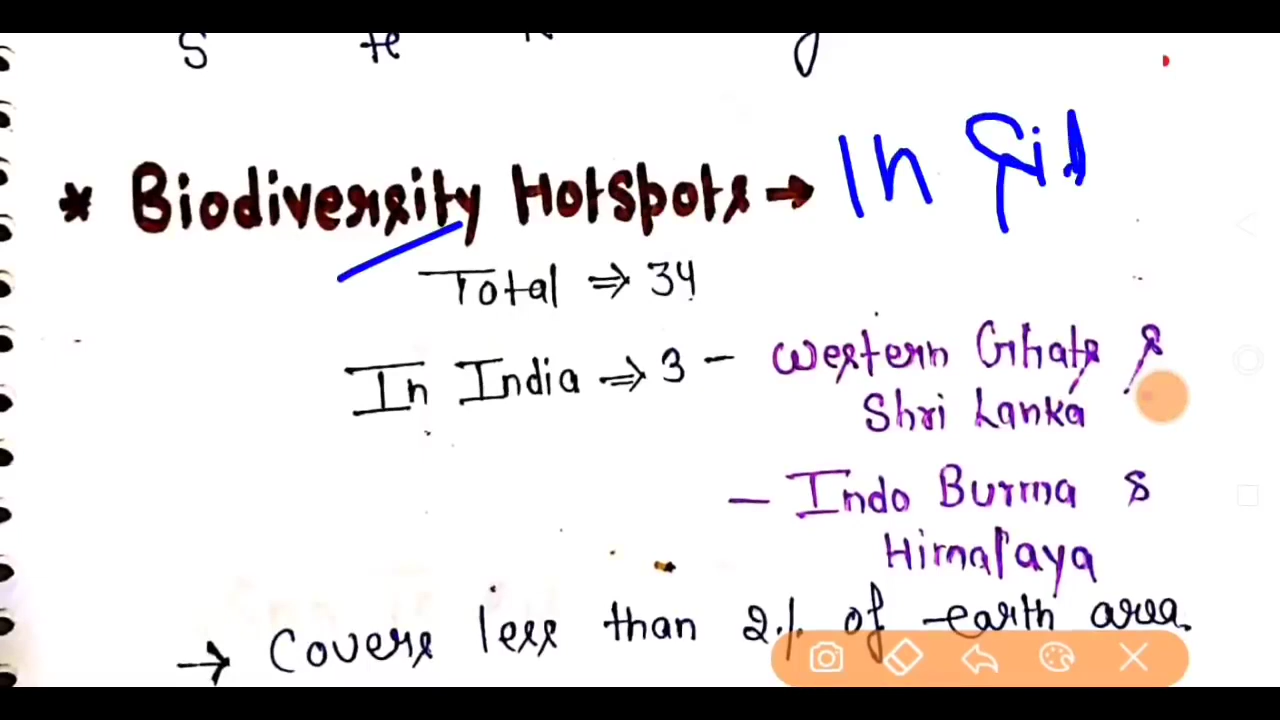 * Biodiversity Hotspots → In
Total ⇒ 34
In India ⇒ 3 - Western Ghats &
Shri Lanka
- Indo Burma &
Himalaya
→ Covers less than 2% of earth area.